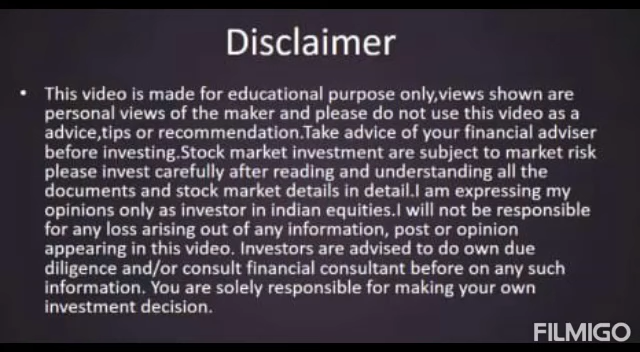 Disclaimer
• This video is made for educational purpose only,views shown are
personal views of the maker and please do not use this video as a
advice,tips or recommendation.Take advice of your financial adviser
before investing.Stock market investment are subject to market risk
please invest carefully after reading and understanding all the
documents and stock market details in detail.I am expressing my
opinions only as investor in indian equities.I will not be responsible
for any loss arising out of any information, post or opinion
appearing in this video. Investors are advised to do own due
diligence and/or consult financial consultant before on any such
information. You are solely responsible for making your own
investment decision.
FILMIGO